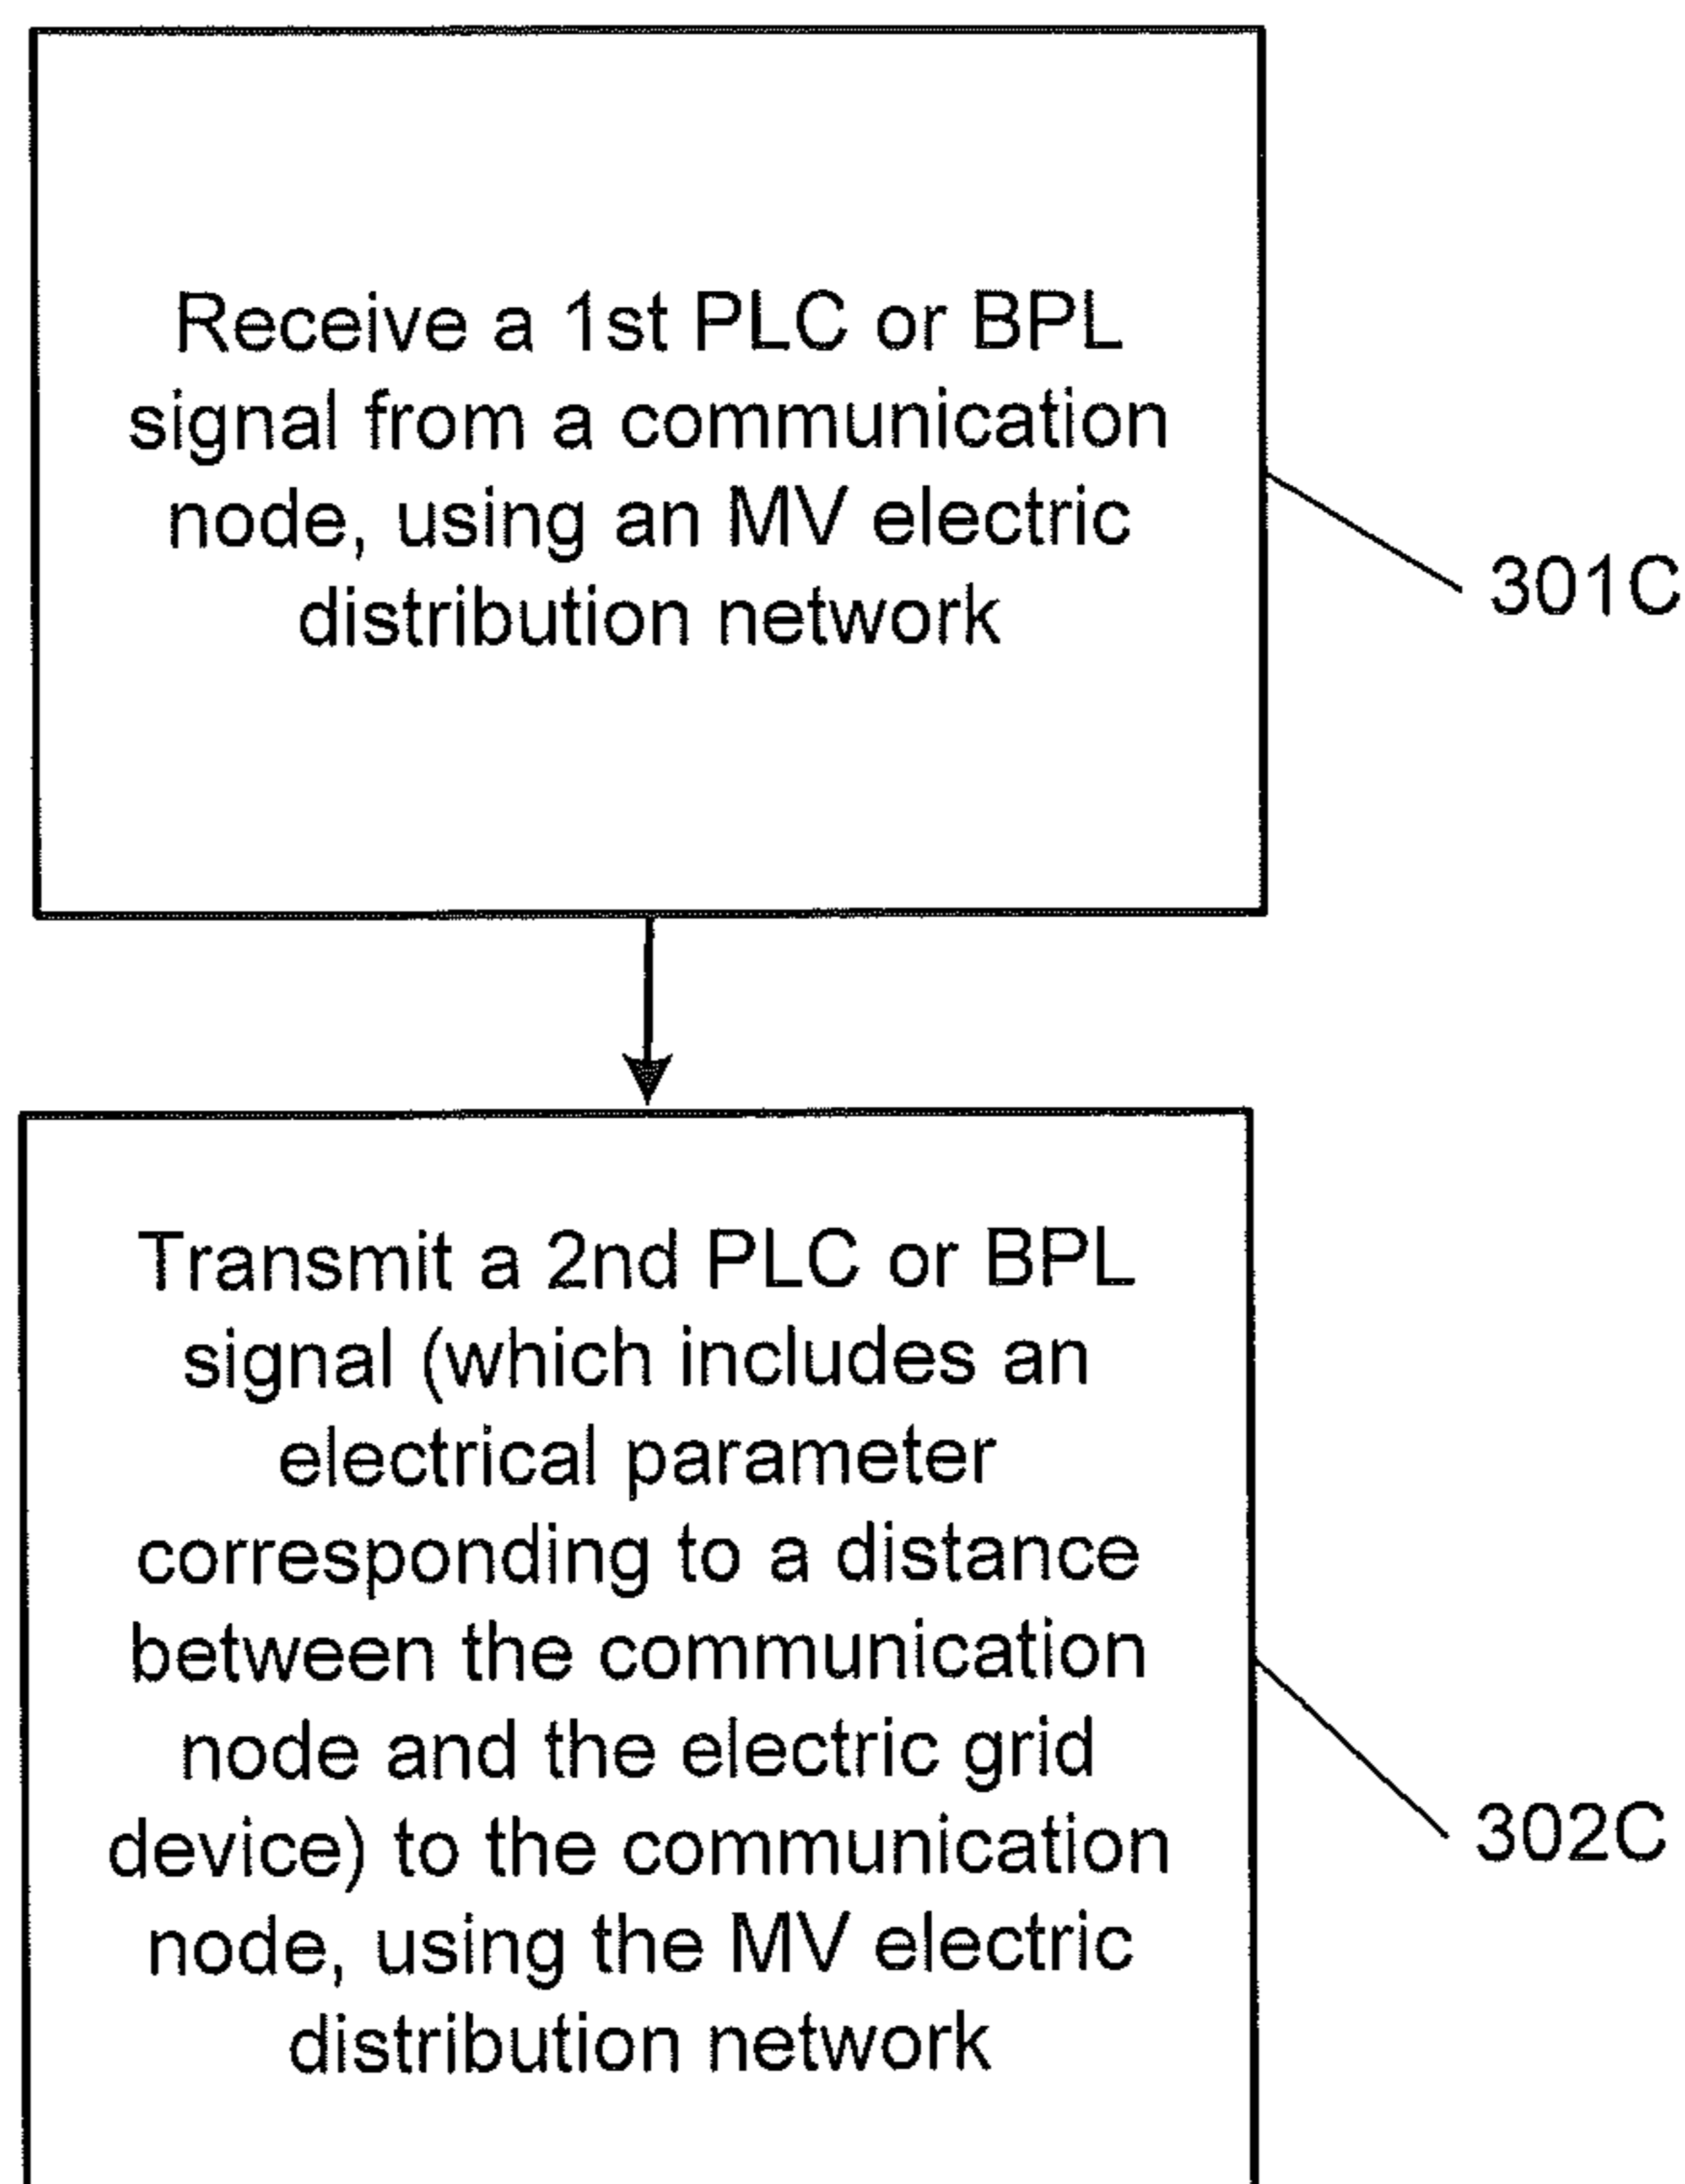 Receive a 1st PLC or BPL
signal from a communication
node, using an MV electric
distribution network
301C
Transmit a 2nd PLC or BPL
signal (which includes an
electrical parameter
corresponding to a distance
between the communication
node and the electric grid
device) to the communication
node, using the MV electric
distribution network
302C